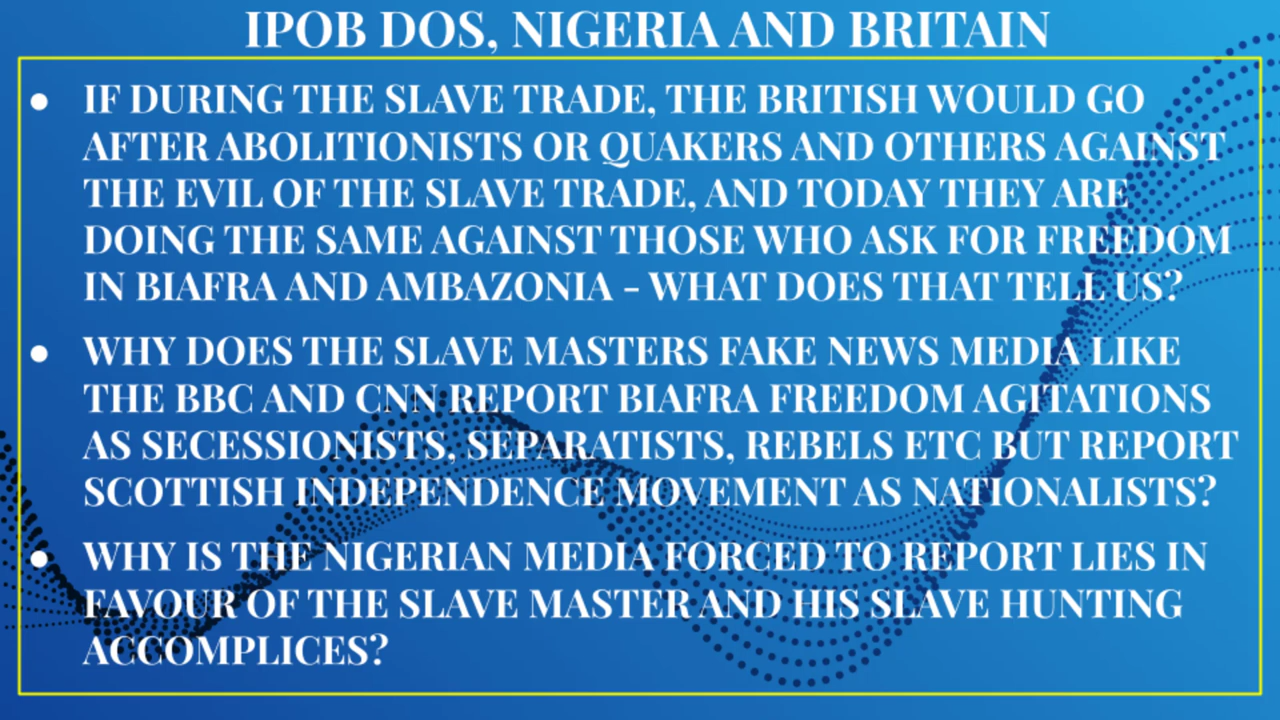 IPOB DOS, NIGERIA AND BRITAIN
● IF DURING THE SLAVE TRADE, THE BRITISH WOULD GO
AFTER ABOLITIONISTS OR QUAKERS AND OTHERS AGAINST
THE EVIL OF THE SLAVE TRADE, AND TODAY THEY ARE
DOING THE SAME AGAINST THOSE WHO ASK FOR FREEDOM
IN BIAFRA AND AMBAZONIA - WHAT DOES THAT TELL US?
● WHY DOES THE SLAVE MASTERS FAKE NEWS MEDIA LIKE
THE BBC AND CNN REPORT BIAFRA FREEDOM AGITATIONS
AS SECESSIONISTS, SEPARATISTS, REBELS ETC BUT REPORT
SCOTTISH INDEPENDENCE MOVEMENT AS NATIONALISTS?
● WHY IS THE NIGERIAN MEDIA FORCED TO REPORT LIES IN
FAVOUR OF THE SLAVE MASTER AND HIS SLAVE HUNTING
ACCOMPLICES?